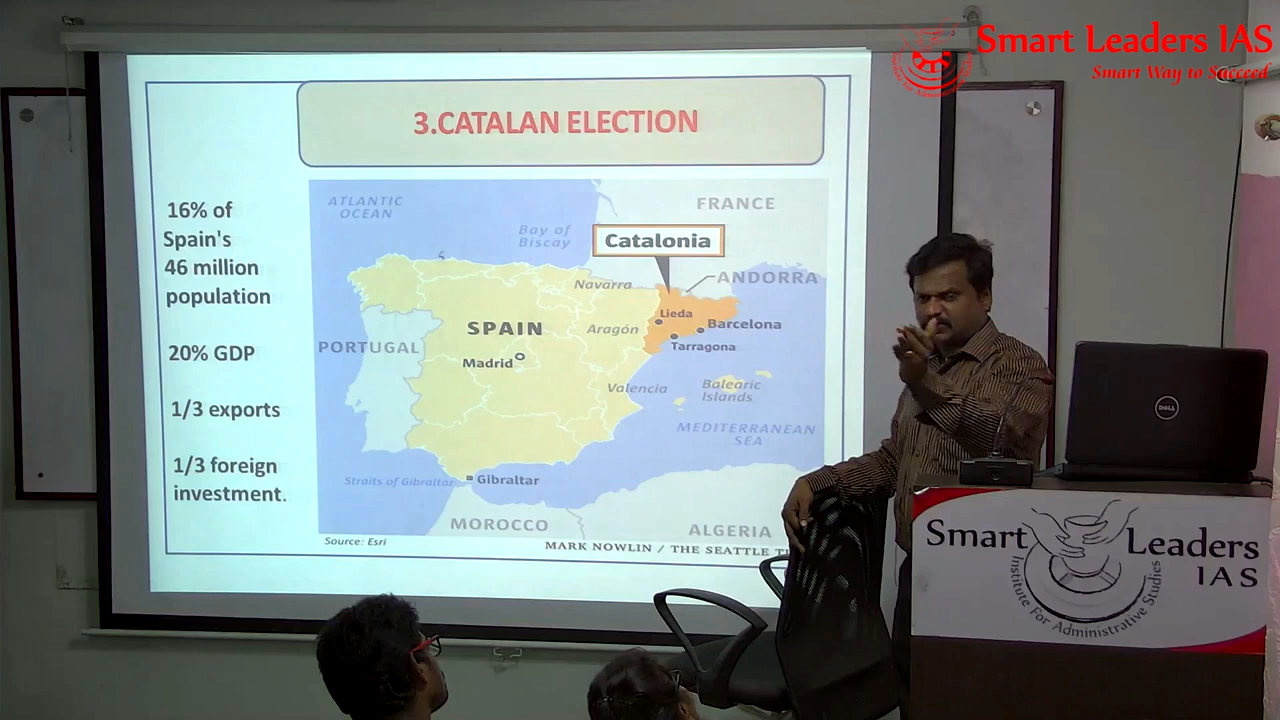 Smart Leaders IAS
Smart Way to Succeed
3.CATALAN ELECTION
16% of
Spain's
46 million
population
20% GDP
1/3 exports
1/3 foreign
investment.
ATLANTIC
OCEAN
Bay of
Biscay
FRANCE
Catalonia
ANDORRA
Navarra
Lieda
Barcelona
Aragón
Tarragona
SPAIN
Madrid
PORTUGAL
Valencia
Balearic
Islands
MEDITERRANEAN
SEA
Straits of Gibraltar
Gibraltar
MOROCCO
ALGERIA
Source: Esri
MARK NOWLIN / THE SEATTLE T
DELL
Smart Leaders
IAS
Institute For Administrative Studies